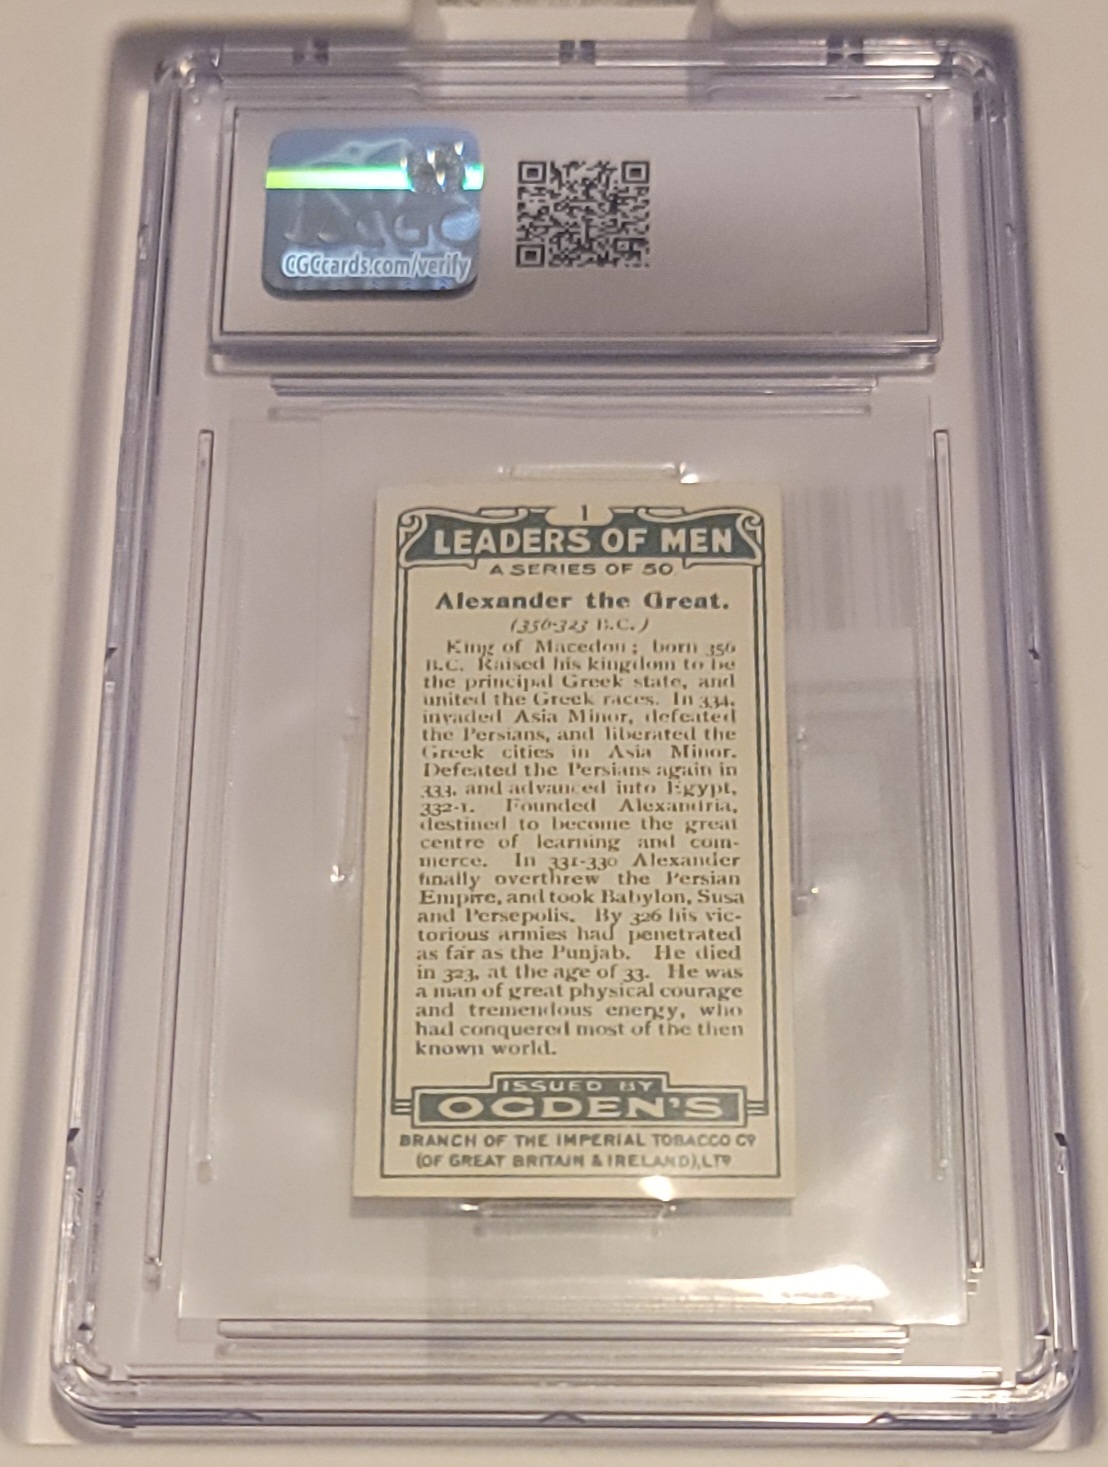 CGC
CGCcards.com/verify
1
LEADERS OF MEN
A SERIES OF 50
Alexander the Great.
(356-323 B.C.)
King of Macedon; born 356
B.C. Raised his kingdom to be
the principal Greek state, and
united the Greek races. In 334,
invaded Asia Minor, defeated
the Persians, and liberated the
Greek cities in Asia Minor.
Defeated the Persians again in
333, and advanced into Egypt,
332-1. Founded Alexandria,
destined to become the great
centre of learning and com-
merce. In 331-330 Alexander
finally overthrew the Persian
Empire, and took Babylon, Susa
and Persepolis. By 326 his vic-
torious armies had penetrated
as far as the Punjab. He died
in 323, at the age of 33. He was
a man of great physical courage
and tremendous energy, who
had conquered most of the then
known world.
ISSUED BY
OGDEN'S
BRANCH OF THE IMPERIAL TOBACCO Co
(OF GREAT BRITAIN & IRELAND), LTD